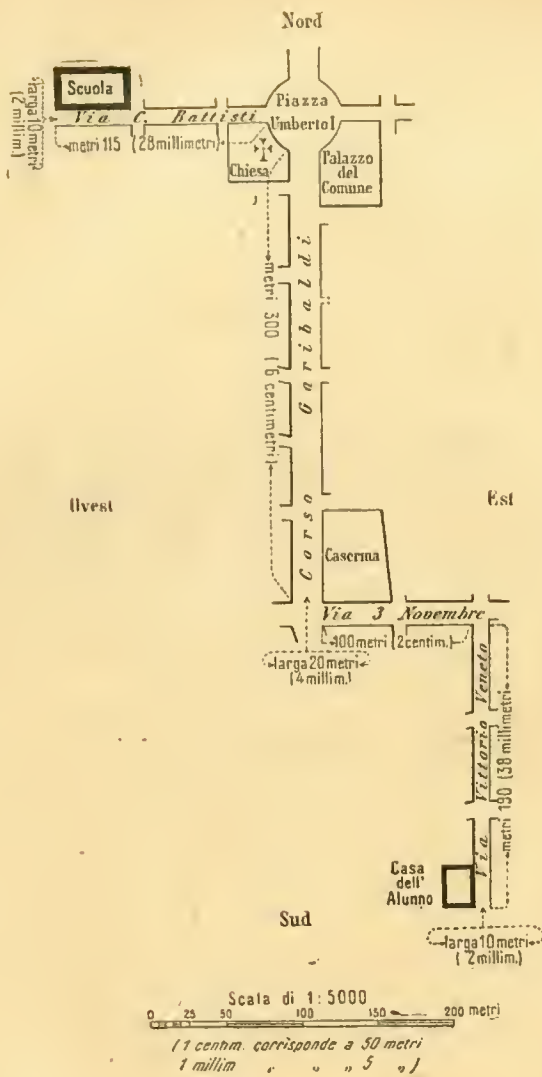 Nord
Scuola
Piazza
Umberto I
Via C. Battisti
larga 10 metri
(2 millim.)
metri 115 (28 millimetri)
Chiesa
Palazzo
del
Comune
metri 300 (6 centimetri)
Corso Garibaldi
Ovest
Est
Caserma
Via 3 Novembre
100 metri (2 centim.)
larga 20 metri
(4 millim.)
Via Vittorio Veneto
metri 190 (38 millimetri)
Casa
dell'
Alunno
Sud
larga 10 metri
(2 millim.)
Scala di 1:5000
0 25 50 100 150 200 metri
(1 centim. corrisponde a 50 metri
1 millim " " " 5 " )